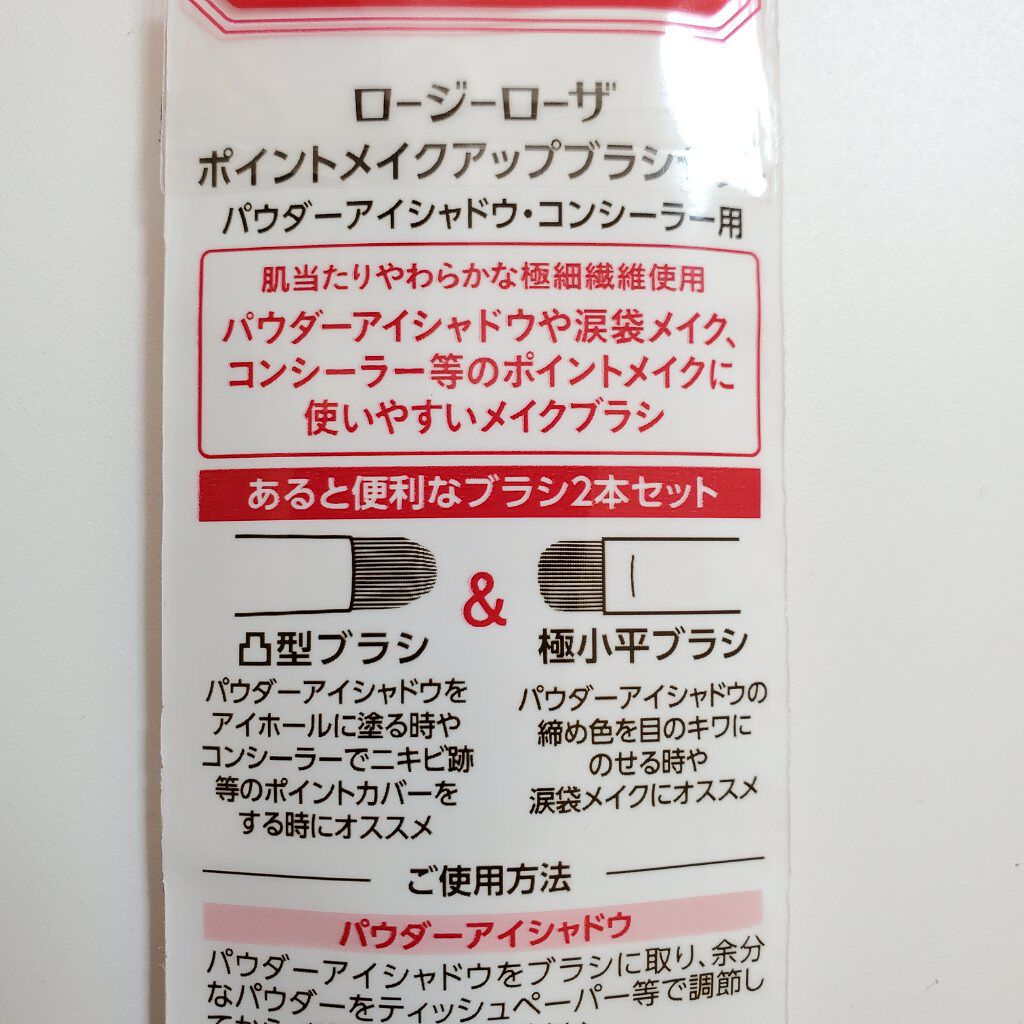 ロージーローザ
ポイントメイクアップブラシ
パウダーアイシャドウ・コンシーラー用
肌当たりやわらかな極細繊維使用
パウダーアイシャドウや涙袋メイク、
コンシーラー等のポイントメイクに
使いやすいメイクブラシ
あると便利なブラシ2本セット
&
凸型ブラシ
パウダーアイシャドウを
アイホールに塗る時や
コンシーラーでニキビ跡
等のポイントカバーを
する時にオススメ
極小平ブラシ
パウダーアイシャドウの
締め色を目のキワに
のせる時や
涙袋メイクにオススメ
ご使用方法
パウダーアイシャドウ
パウダーアイシャドウをブラシに取り、余分
なパウダーをティッシュペーパー等で調節し